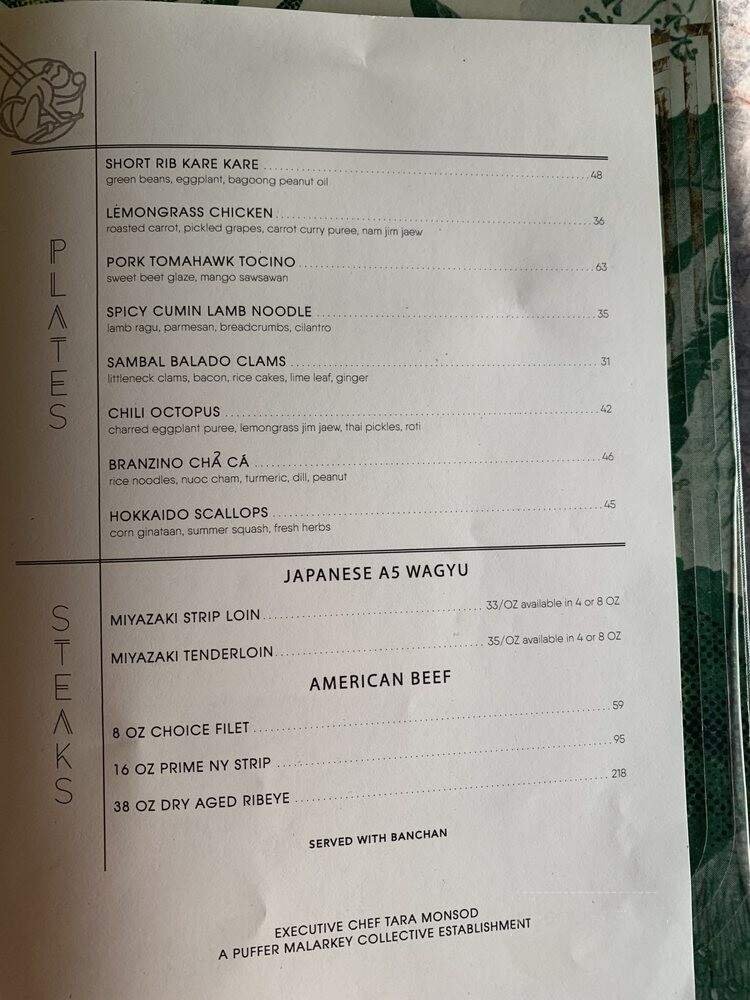 PLATES
SHORT RIB KARE KARE 48
green beans, eggplant, bagoong peanut oil
LEMONGRASS CHICKEN 36
roasted carrot, pickled grapes, carrot curry puree, nam jim jaew
PORK TOMAHAWK TOCINO 63
sweet beet glaze, mango sawsawan
SPICY CUMIN LAMB NOODLE 35
lamb ragu, parmesan, breadcrumbs, cilantro
SAMBAL BALADO CLAMS 31
littleneck clams, bacon, rice cakes, lime leaf, ginger
CHILI OCTOPUS 42
charred eggplant puree, lemongrass jim jaew, thai pickles, roti
BRANZINO CHẢ CÁ 46
rice noodles, nuoc cham, turmeric, dill, peanut
HOKKAIDO SCALLOPS 45
corn ginataan, summer squash, fresh herbs
STEAKS
JAPANESE A5 WAGYU
MIYAZAKI STRIP LOIN 33/OZ available in 4 or 8 OZ
MIYAZAKI TENDERLOIN 35/OZ available in 4 or 8 OZ
AMERICAN BEEF
8 OZ CHOICE FILET 59
16 OZ PRIME NY STRIP 95
38 OZ DRY AGED RIBEYE 218
SERVED WITH BANCHAN
EXECUTIVE CHEF TARA MONSOD
A PUFFER MALARKEY COLLECTIVE ESTABLISHMENT